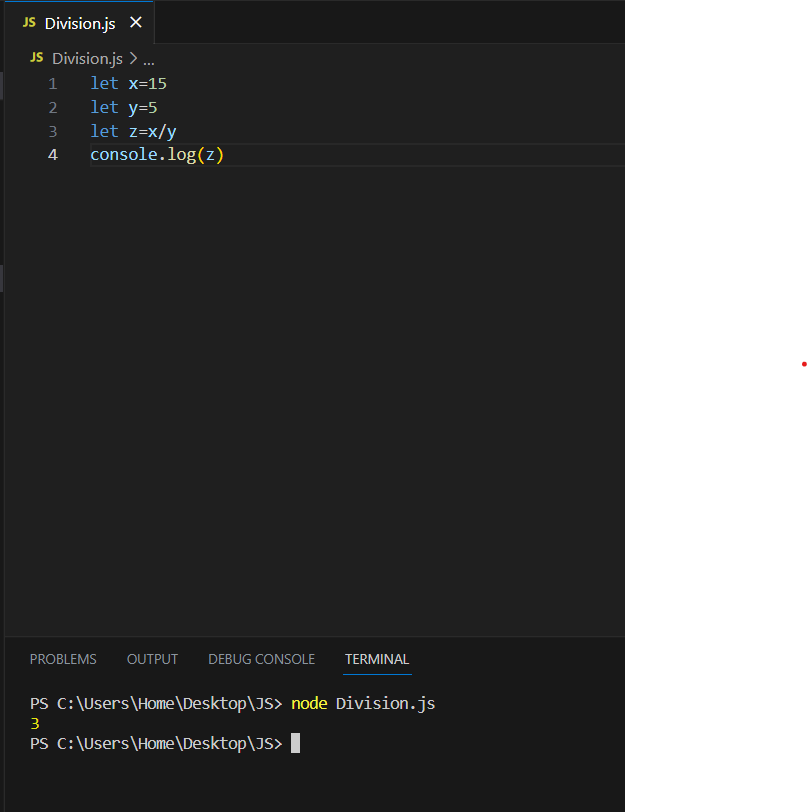 JS Division.js ×
JS Division.js > ...
1 let x=15
2 let y=5
3 let z=x/y
4 console.log(z)
PROBLEMS OUTPUT DEBUG CONSOLE TERMINAL
PS C:\Users\Home\Desktop\JS> node Division.js
3
PS C:\Users\Home\Desktop\JS>